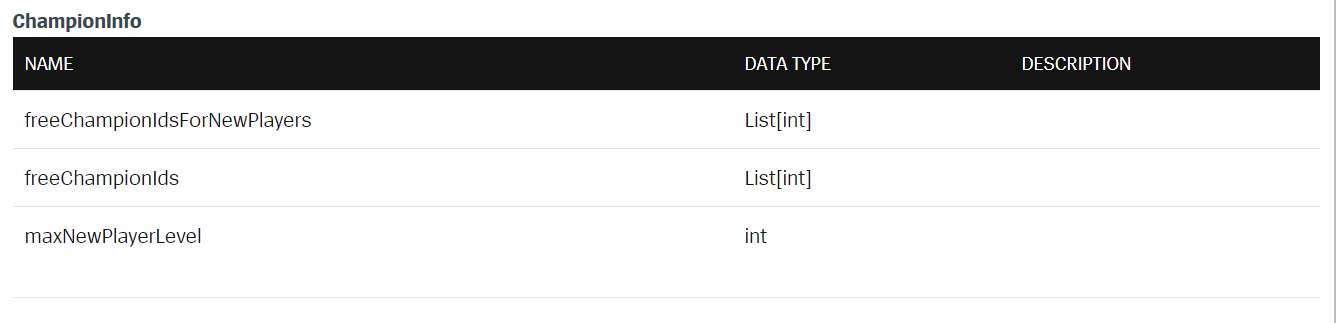 ChampionInfo
NAME DATA TYPE DESCRIPTION
freeChampionIdsForNewPlayers List[int]
freeChampionIds List[int]
maxNewPlayerLevel int